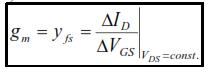 g_m = y_fs = ΔI_D / ΔV_GS |V_DS=const.